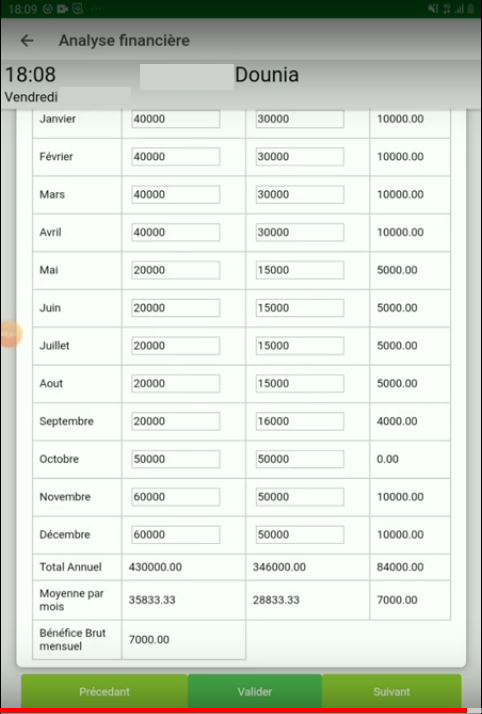 18:09
Analyse financière
18:08 Dounia
Vendredi
Janvier 40000 30000 10000.00
Février 40000 30000 10000.00
Mars 40000 30000 10000.00
Avril 40000 30000 10000.00
Mai 20000 15000 5000.00
Juin 20000 15000 5000.00
Juillet 20000 15000 5000.00
Aout 20000 15000 5000.00
Septembre 20000 16000 4000.00
Octobre 50000 50000 0.00
Novembre 60000 50000 10000.00
Décembre 60000 50000 10000.00
Total Annuel 430000.00 346000.00 84000.00
Moyenne par
mois 35833.33 28833.33 7000.00
Bénéfice Brut
mensuel 7000.00
Précedant Valider Suivant